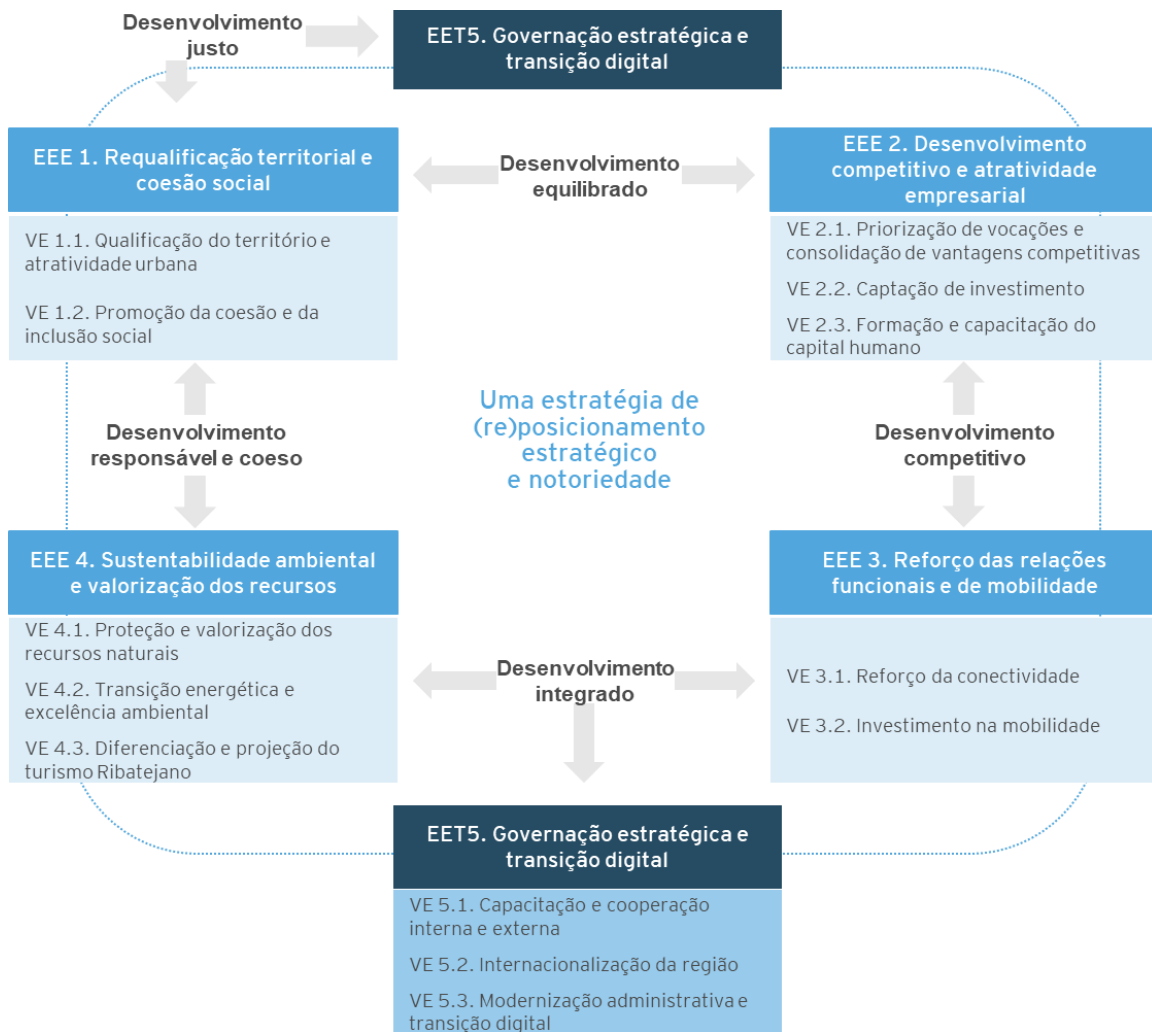 Desenvolvimento
justo
EET5. Governação estratégica e
transição digital
EEE 1. Requalificação territorial e
coesão social
VE 1.1. Qualificação do território e
atratividade urbana
VE 1.2. Promoção da coesão e da
inclusão social
Desenvolvimento
equilibrado
EEE 2. Desenvolvimento
competitivo e atratividade
empresarial
VE 2.1. Priorização de vocações e
consolidação de vantagens competitivas
VE 2.2. Captação de investimento
VE 2.3. Formação e capacitação do
capital humano
Desenvolvimento
responsável e coeso
Uma estratégia de
(re)posicionamento
estratégico
e notoriedade
Desenvolvimento
competitivo
EEE 4. Sustentabilidade ambiental
e valorização dos recursos
VE 4.1. Proteção e valorização dos
recursos naturais
VE 4.2. Transição energética e
excelência ambiental
VE 4.3. Diferenciação e projeção do
turismo Ribatejano
Desenvolvimento
integrado
EEE 3. Reforço das relações
funcionais e de mobilidade
VE 3.1. Reforço da conectividade
VE 3.2. Investimento na mobilidade
EET5. Governação estratégica e
transição digital
VE 5.1. Capacitação e cooperação
interna e externa
VE 5.2. Internacionalização da região
VE 5.3. Modernização administrativa e
transição digital